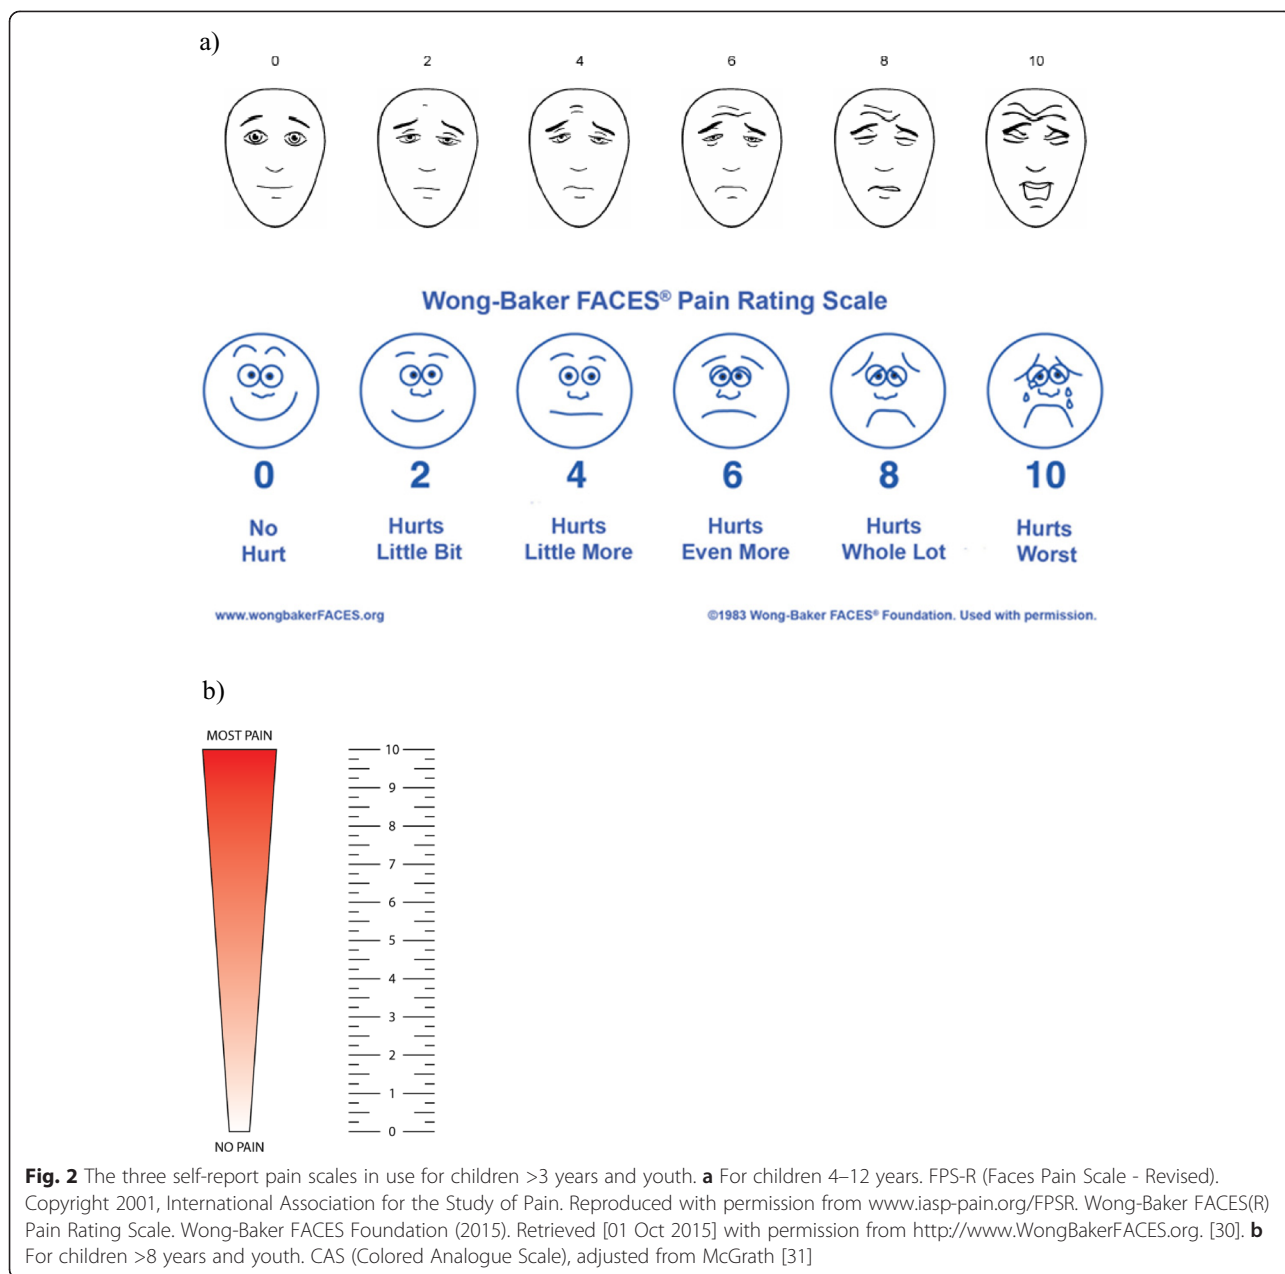 a)
0 2 4 6 8 10
Wong-Baker FACES® Pain Rating Scale
0 2 4 6 8 10
No Hurts Hurts Hurts Hurts Hurts
Hurt Little Bit Little More Even More Whole Lot Worst
www.wongbakerFACES.org ©1983 Wong-Baker FACES® Foundation. Used with permission.
b)
MOST PAIN
10
9
8
7
6
5
4
3
2
1
0
NO PAIN
Fig. 2 The three self-report pain scales in use for children >3 years and youth. a For children 4–12 years. FPS-R (Faces Pain Scale - Revised).
Copyright 2001, International Association for the Study of Pain. Reproduced with permission from www.iasp-pain.org/FPSR. Wong-Baker FACES(R)
Pain Rating Scale. Wong-Baker FACES Foundation (2015). Retrieved [01 Oct 2015] with permission from http://www.WongBakerFACES.org. [30]. b
For children >8 years and youth. CAS (Colored Analogue Scale), adjusted from McGrath [31]